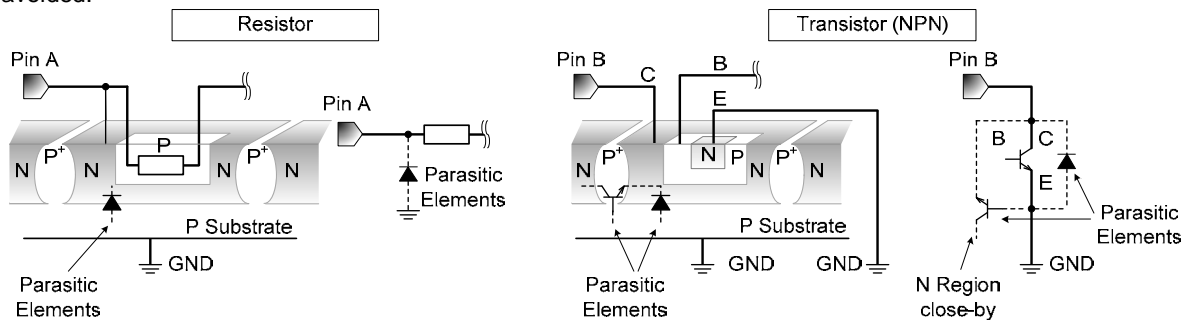 avoided.
Resistor
Transistor (NPN)
Pin A
Pin A
N P+ N P P+ N
Parasitic
Elements
P Substrate
GND
Parasitic
Elements
Pin B
C
B
E
N P+ N N P P+ N
P Substrate
GND
GND
Parasitic
Elements
Pin B
B
C
E
Parasitic
Elements
GND
N Region
close-by